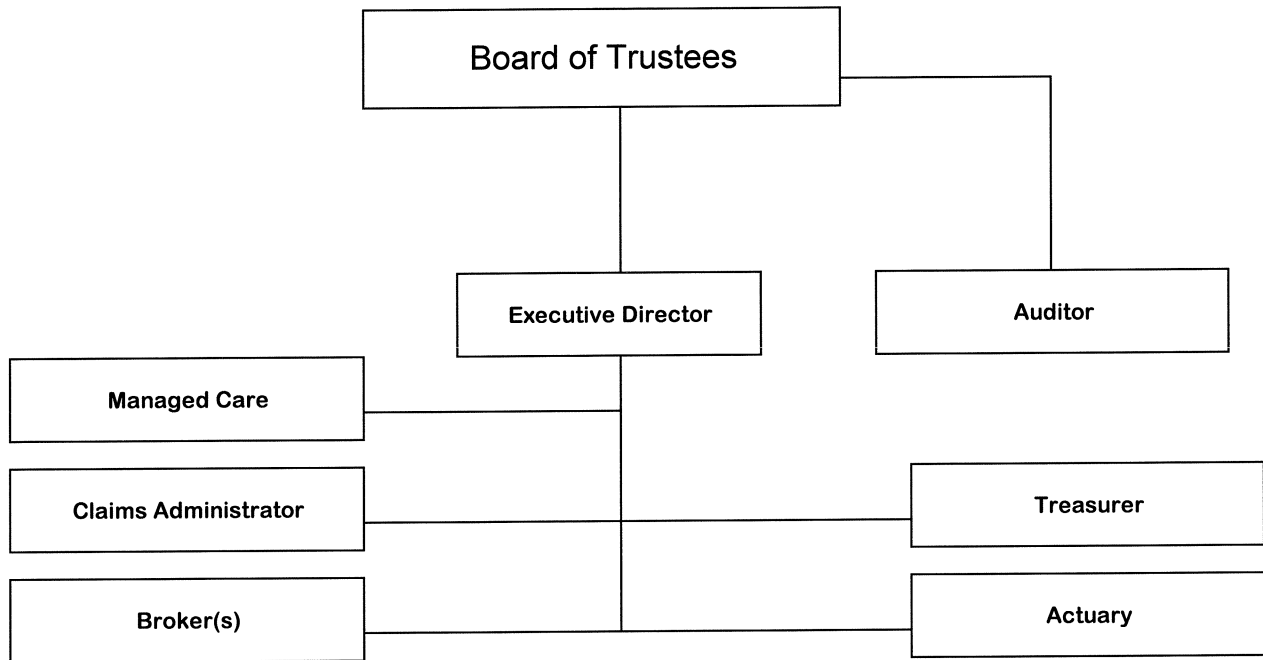 Board of Trustees
Executive Director
Auditor
Managed Care
Claims Administrator
Treasurer
Broker(s)
Actuary